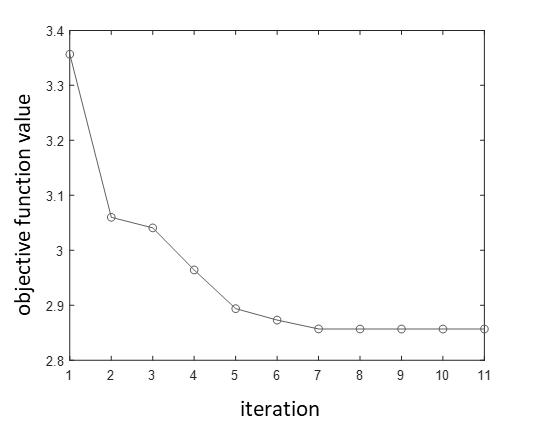 objective function value
3.4
3.3
3.2
3.1
3
2.9
2.8
1 2 3 4 5 6 7 8 9 10 11
iteration